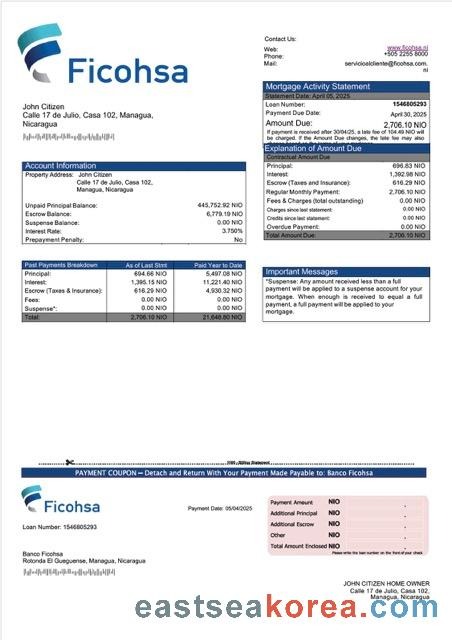 Ficohsa
Contact Us:
Web: www.ficohsa.ni
Phone: +505 2255 8000
Mail: servicioalcliente@ficohsa.com.
ni
John Citizen
Calle 17 de Julio, Casa 102, Managua,
Nicaragua
Mortgage Activity Statement
Statement Date: April 05, 2025
Loan Number: 1546805293
Payment Due Date: April 30, 2025
Amount Due: 2,706.10 NIO
If payment is received after 30/04/25, a late fee of 104.49 NIO will
be charged. If the Amount Due changes, the late fee may also
Explanation of Amount Due
Contractual Amount Due
Principal: 696.83 NIO
Interest: 1,392.98 NIO
Escrow (Taxes and Insurance): 616.29 NIO
Regular Monthly Payment: 2,706.10 NIO
Fees & Charges (total outstanding) 0.00 NIO
Charges since last statement: 0.00 NIO
Credits since last statement: 0.00 NIO
Overdue Payment: 0.00 NIO
Total Amount Due: 2,706.10 NIO
Account Information
Property Address: John Citizen
Calle 17 de Julio, Casa 102,
Managua, Nicaragua
Unpaid Principal Balance: 445,752.92 NIO
Escrow Balance: 6,779.19 NIO
Suspense Balance: 0.00 NIO
Interest Rate: 3.750%
Prepayment Penalty: No
Past Payments Breakdown As of Last Stmt Paid Year to Date
Principal: 694.66 NIO 5,497.08 NIO
Interest: 1,395.15 NIO 11,221.40 NIO
Escrow (Taxes & Insurance): 616.29 NIO 4,930.32 NIO
Fees: 0.00 NIO 0.00 NIO
Suspense*: 0.00 NIO 0.00 NIO
Total: 2,706.10 NIO 21,648.80 NIO
Important Messages
*Suspense: Any amount received less than a full
payment will be applied to a suspense account for your
mortgage. When enough is received to equal a full
payment, a full payment will be applied to your
mortgage.
PAYMENT COUPON – Detach and Return With Your Payment Made Payable to: Banco Ficohsa
Ficohsa
Payment Date: 05/04/2025
Loan Number: 1546805293
Payment Amount NIO .
Additional Principal NIO .
Additional Escrow NIO .
Other NIO .
Total Amount Enclosed NIO .
Please write the loan number on the front of your check
Banco Ficohsa
Rotonda El Gueguense, Managua, Nicaragua
JOHN CITIZEN HOME OWNER
Calle 17 de Julio, Casa 102,
Managua, Nicaragua
eastseakorea.com